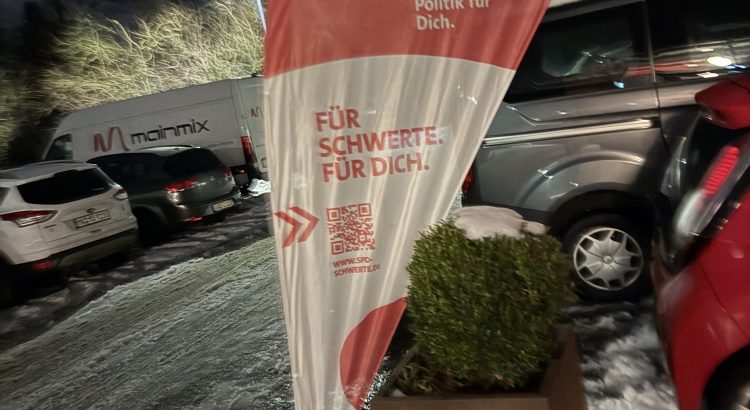 Politik für
Dich.
mainmix
FÜR
SCHWERTE.
FÜR DICH.
WWW.SPD-
SCHWERTE.DE